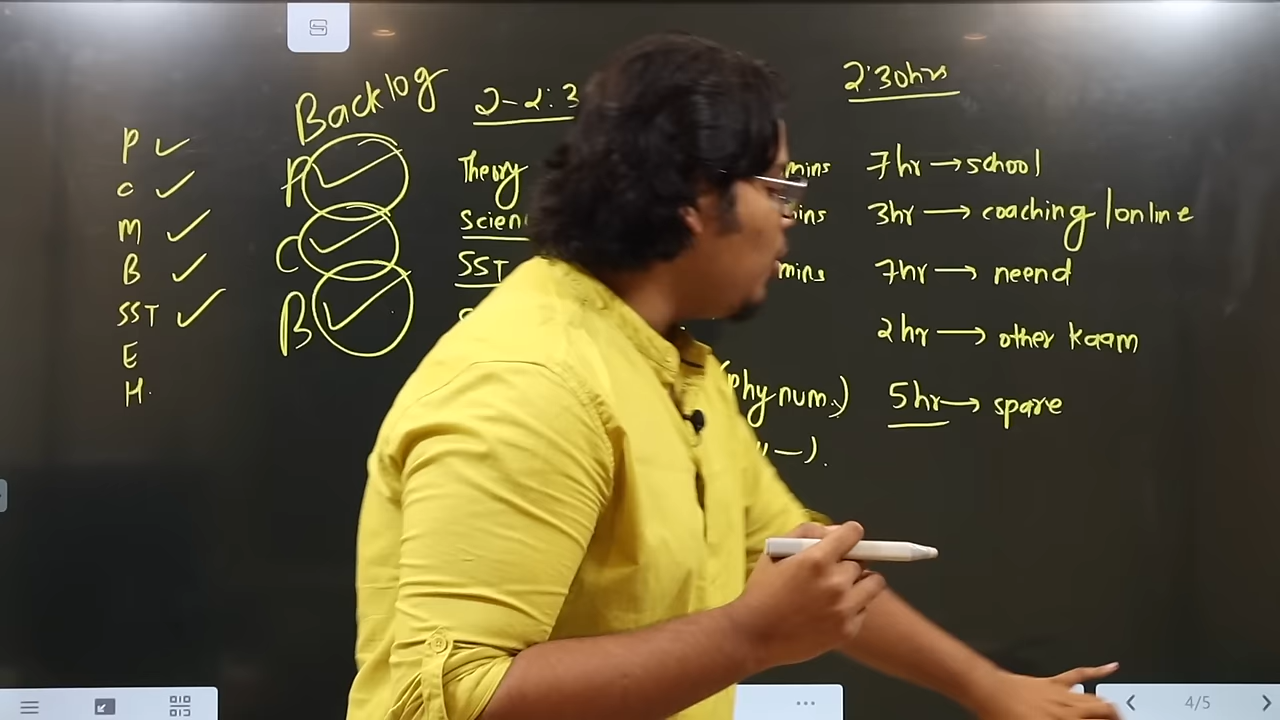 P
C
M
B
SST
E
H.
Backlog
P
C
B
2-2:3
Theory
Scien
SST
mins
mins
mins
(phy num.)
2:30hrs
7hr → school
3hr → coaching / online
7hr → neend
2hr → other kaam
5hr → spare
4/5